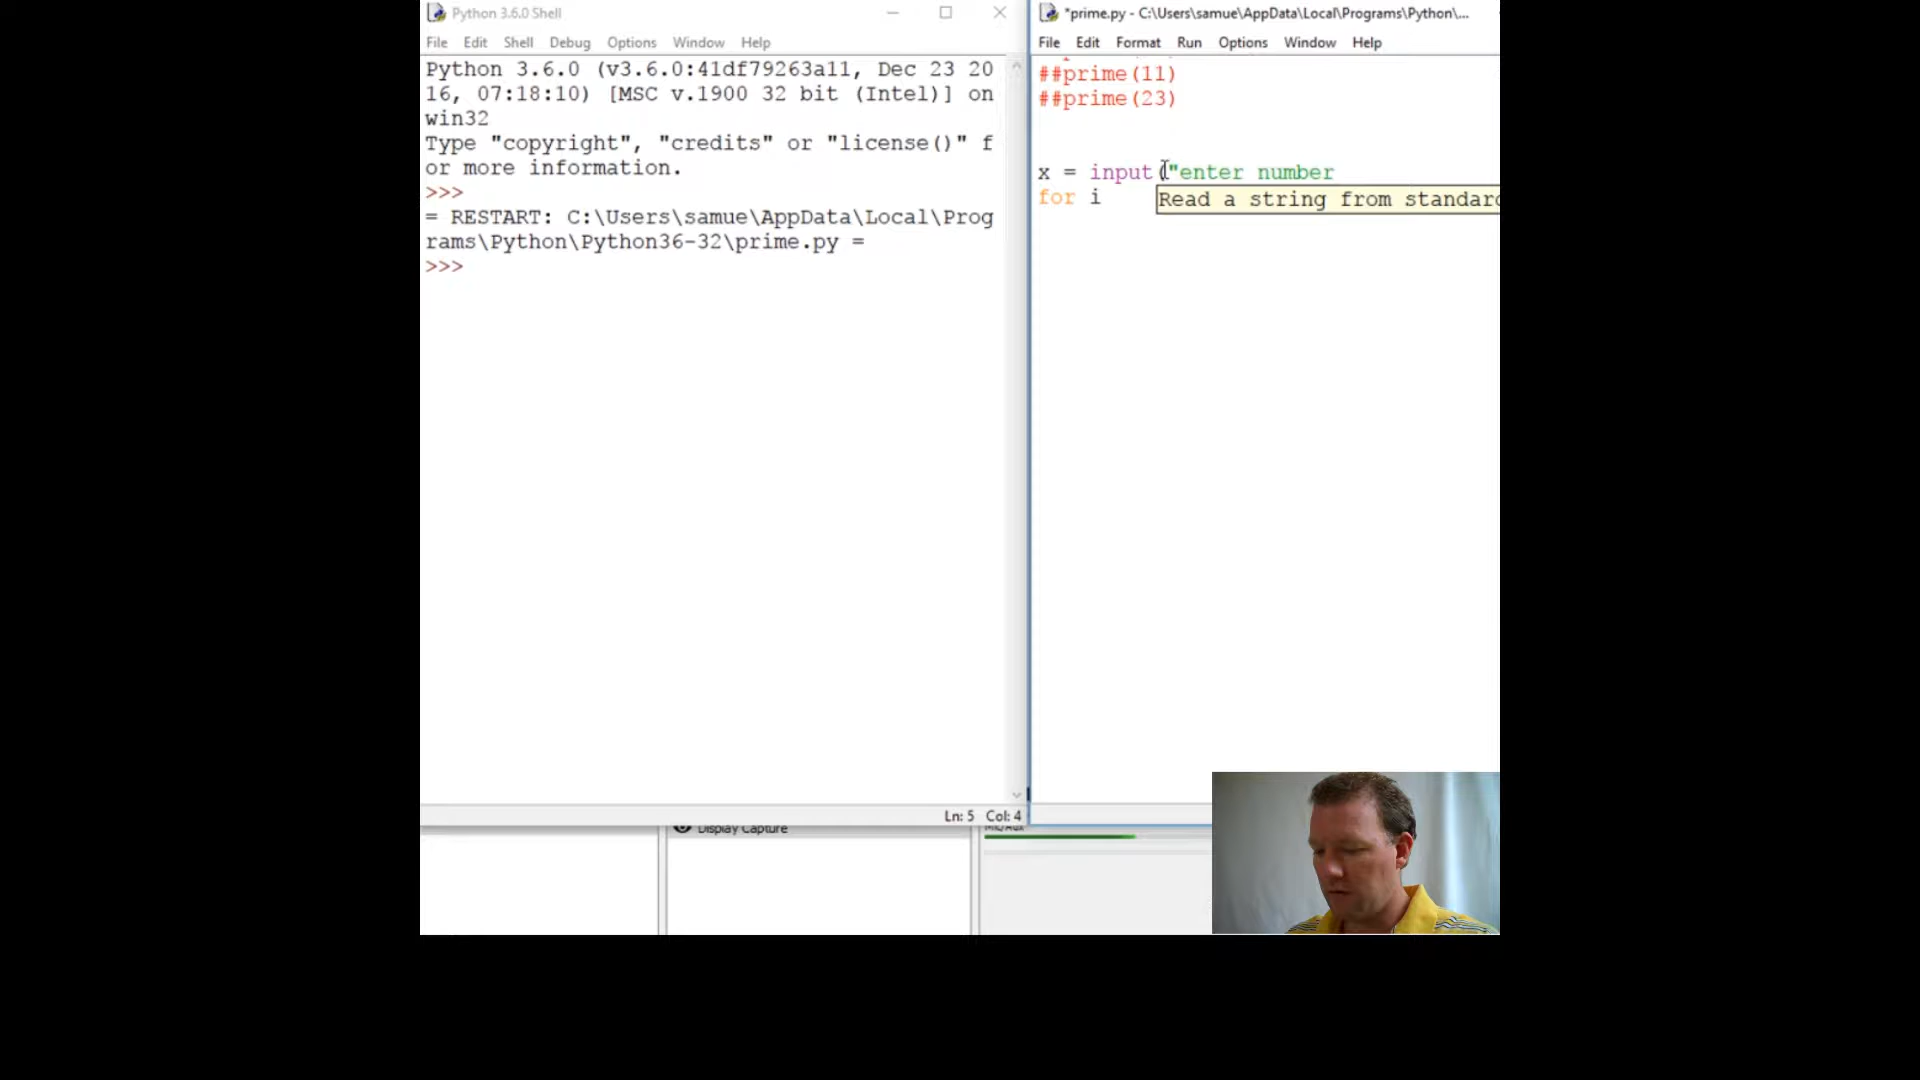 Python 3.6.0 Shell
File Edit Shell Debug Options Window Help
Python 3.6.0 (v3.6.0:41df79263a11, Dec 23 20
16, 07:18:10) [MSC v.1900 32 bit (Intel)] on
win32
Type "copyright", "credits" or "license()" f
or more information.
>>>
= RESTART: C:\Users\samue\AppData\Local\Prog
rams\Python\Python36-32\prime.py =
>>>
Ln: 5 Col: 4
*prime.py - C:\Users\samue\AppData\Local\Programs\Python\...
File Edit Format Run Options Window Help
##prime(11)
##prime(23)
x = input("enter number
for i
Read a string from standard
Display Capture
Mic/Aux